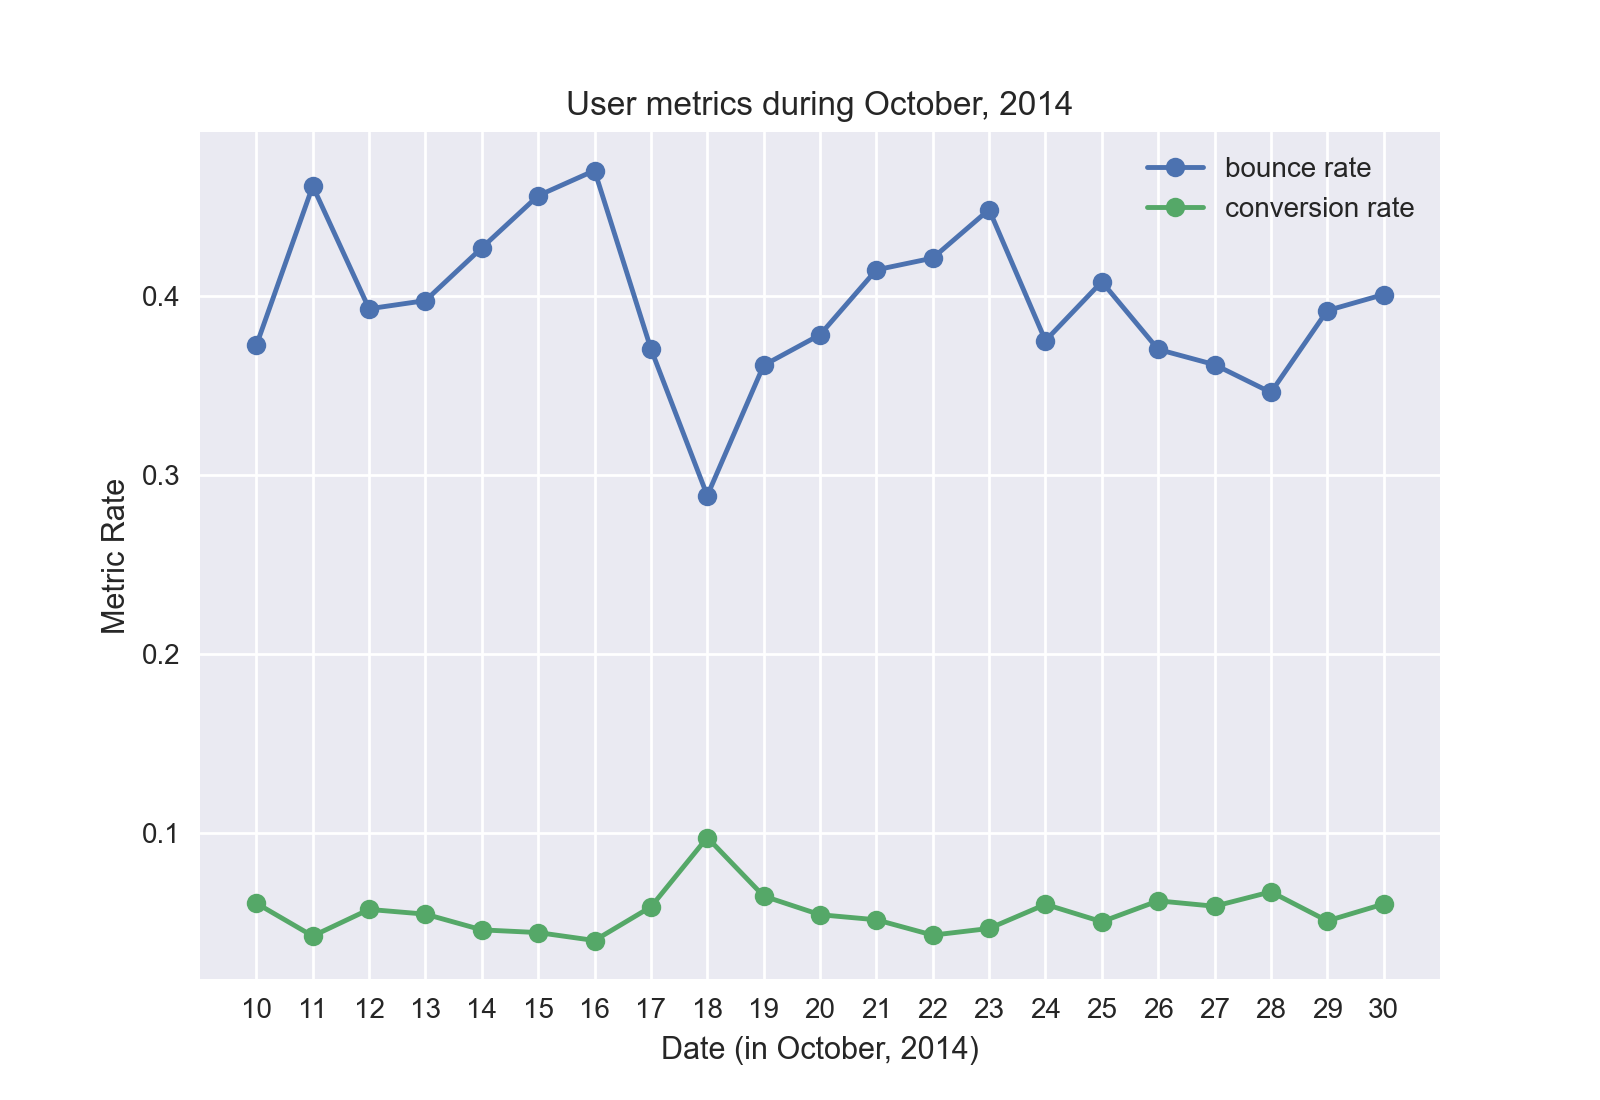 User metrics during October, 2014
bounce rate
conversion rate
0.4
0.3
0.2
0.1
Metric Rate
10 11 12 13 14 15 16 17 18 19 20 21 22 23 24 25 26 27 28 29 30
Date (in October, 2014)